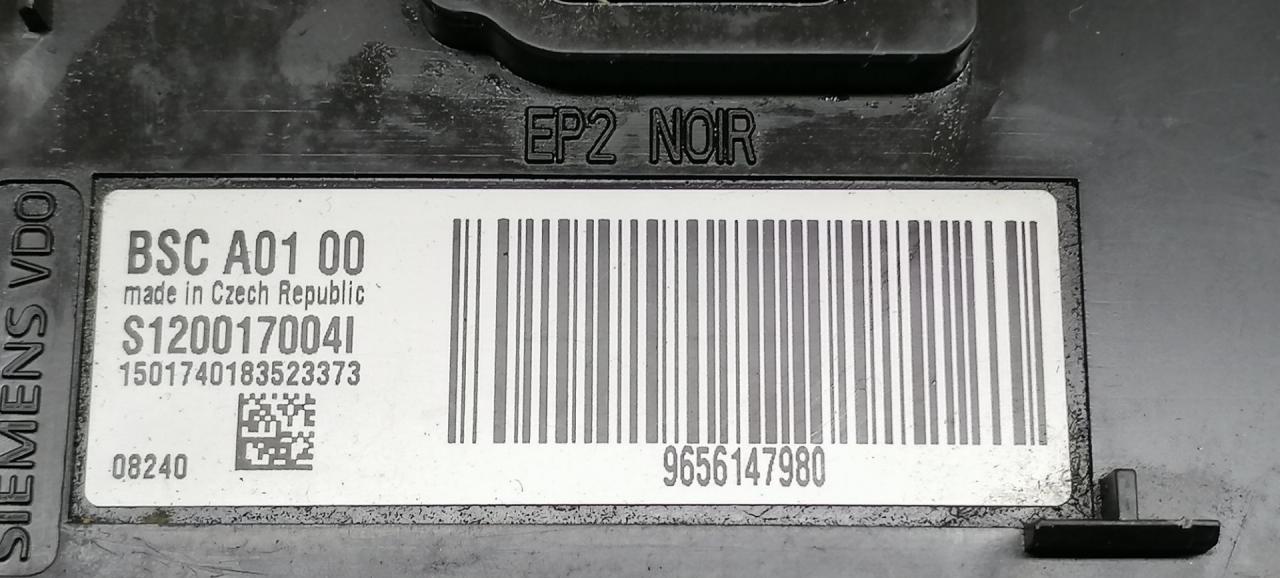 EP2 NOIR
SIEMENS VDO
BSC A01 00
made in Czech Republic
S120017004I
1501740183523373
08240
9656147980